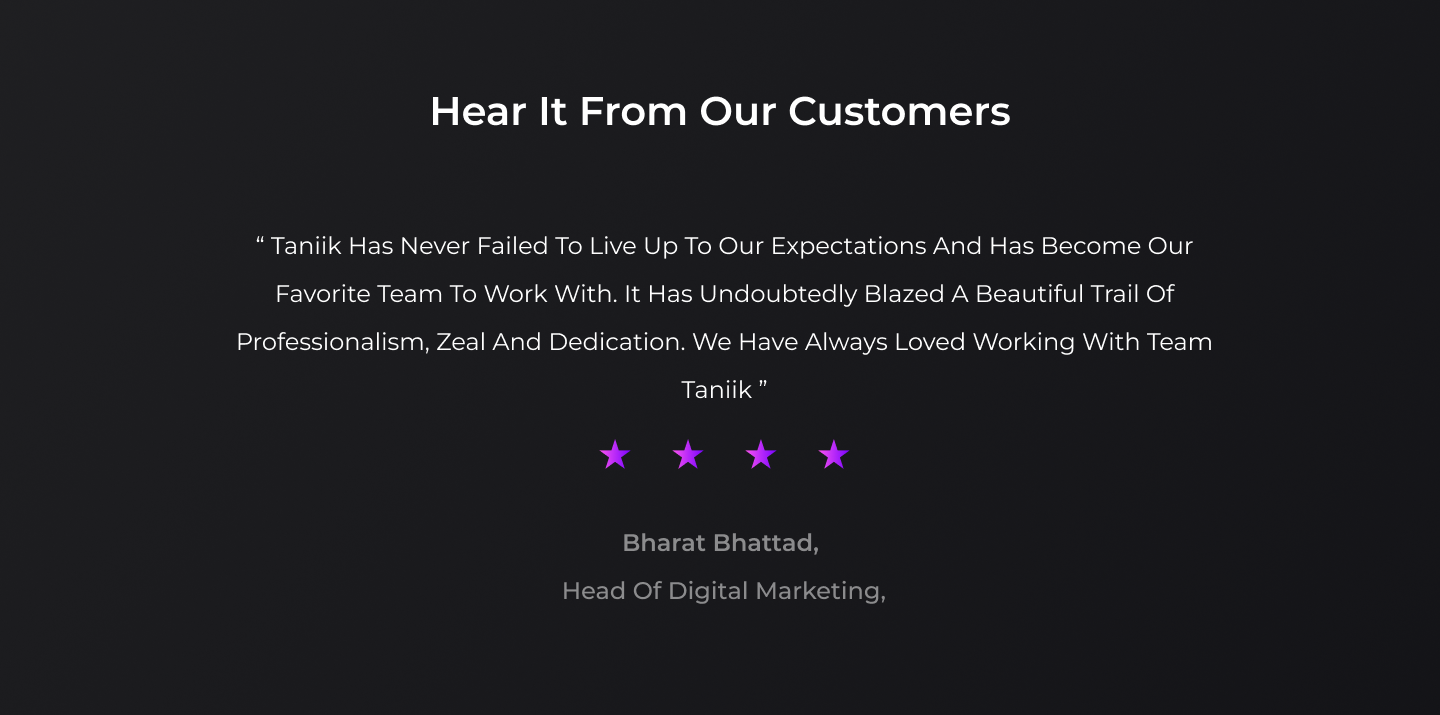 Hear It From Our Customers
“ Taniik Has Never Failed To Live Up To Our Expectations And Has Become Our
Favorite Team To Work With. It Has Undoubtedly Blazed A Beautiful Trail Of
Professionalism, Zeal And Dedication. We Have Always Loved Working With Team
Taniik ”
Bharat Bhattad,
Head Of Digital Marketing,